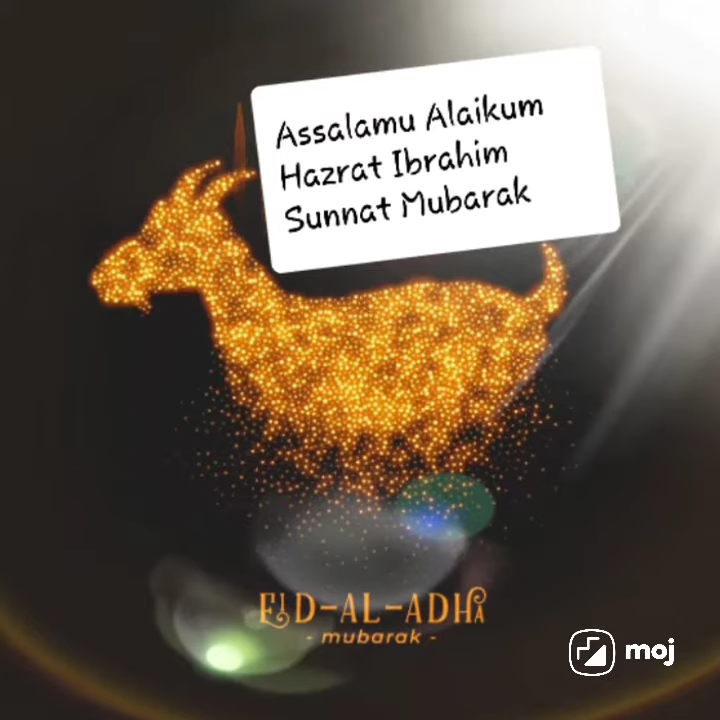 Assalamu Alaikum
Hazrat Ibrahim
Sunnat Mubarak
EID-AL-ADHA
- mubarak -
moj